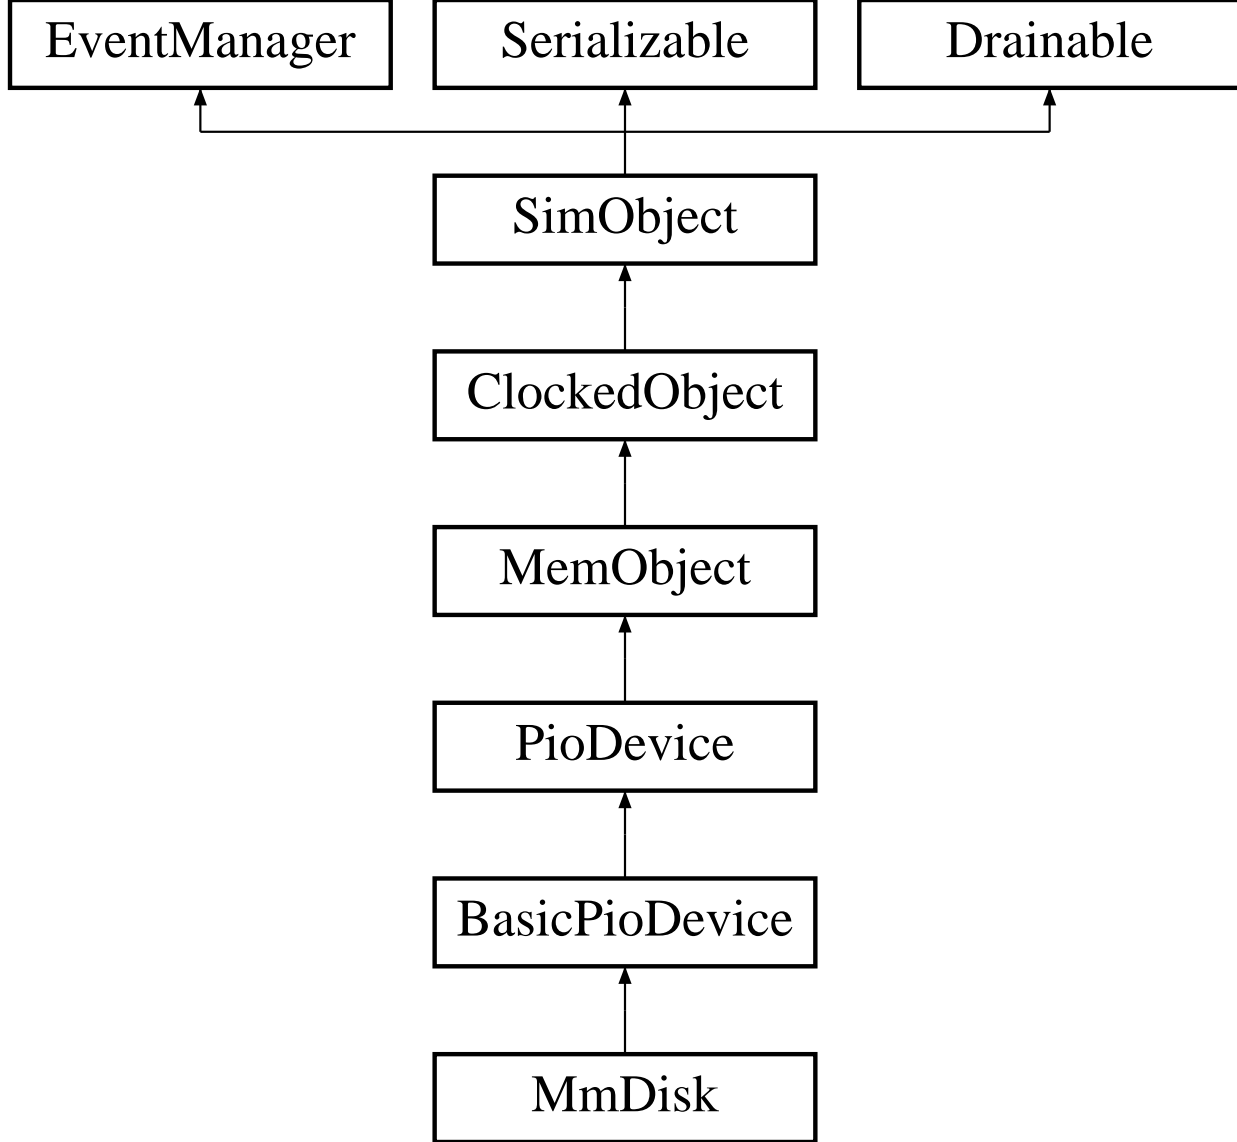 EventManager Serializable Drainable
SimObject
ClockedObject
MemObject
PioDevice
BasicPioDevice
MmDisk